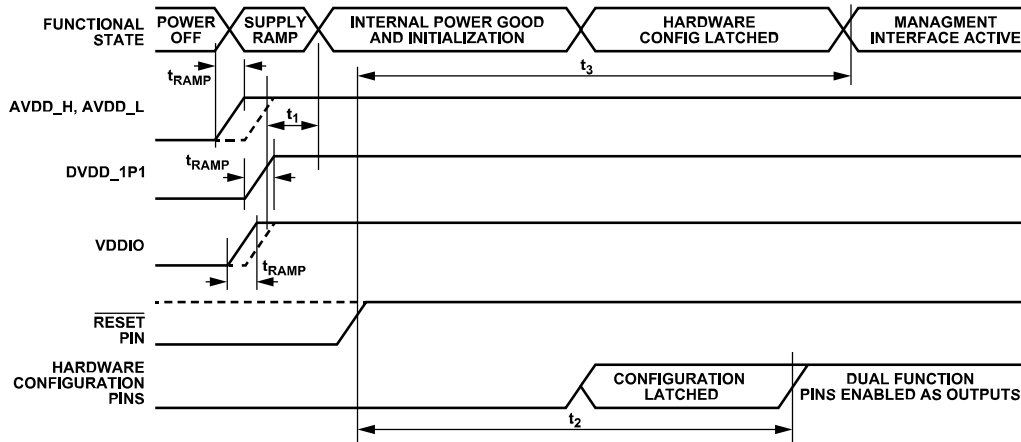 FUNCTIONAL
STATE
POWER
OFF
SUPPLY
RAMP
INTERNAL POWER GOOD
AND INITIALIZATION
HARDWARE
CONFIG LATCHED
MANAGMENT
INTERFACE ACTIVE
tRAMP
t3
AVDD_H, AVDD_L
t1
tRAMP
DVDD_1P1
VDDIO
tRAMP
RESET
PIN
HARDWARE
CONFIGURATION
PINS
CONFIGURATION
LATCHED
DUAL FUNCTION
PINS ENABLED AS OUTPUTS
t2